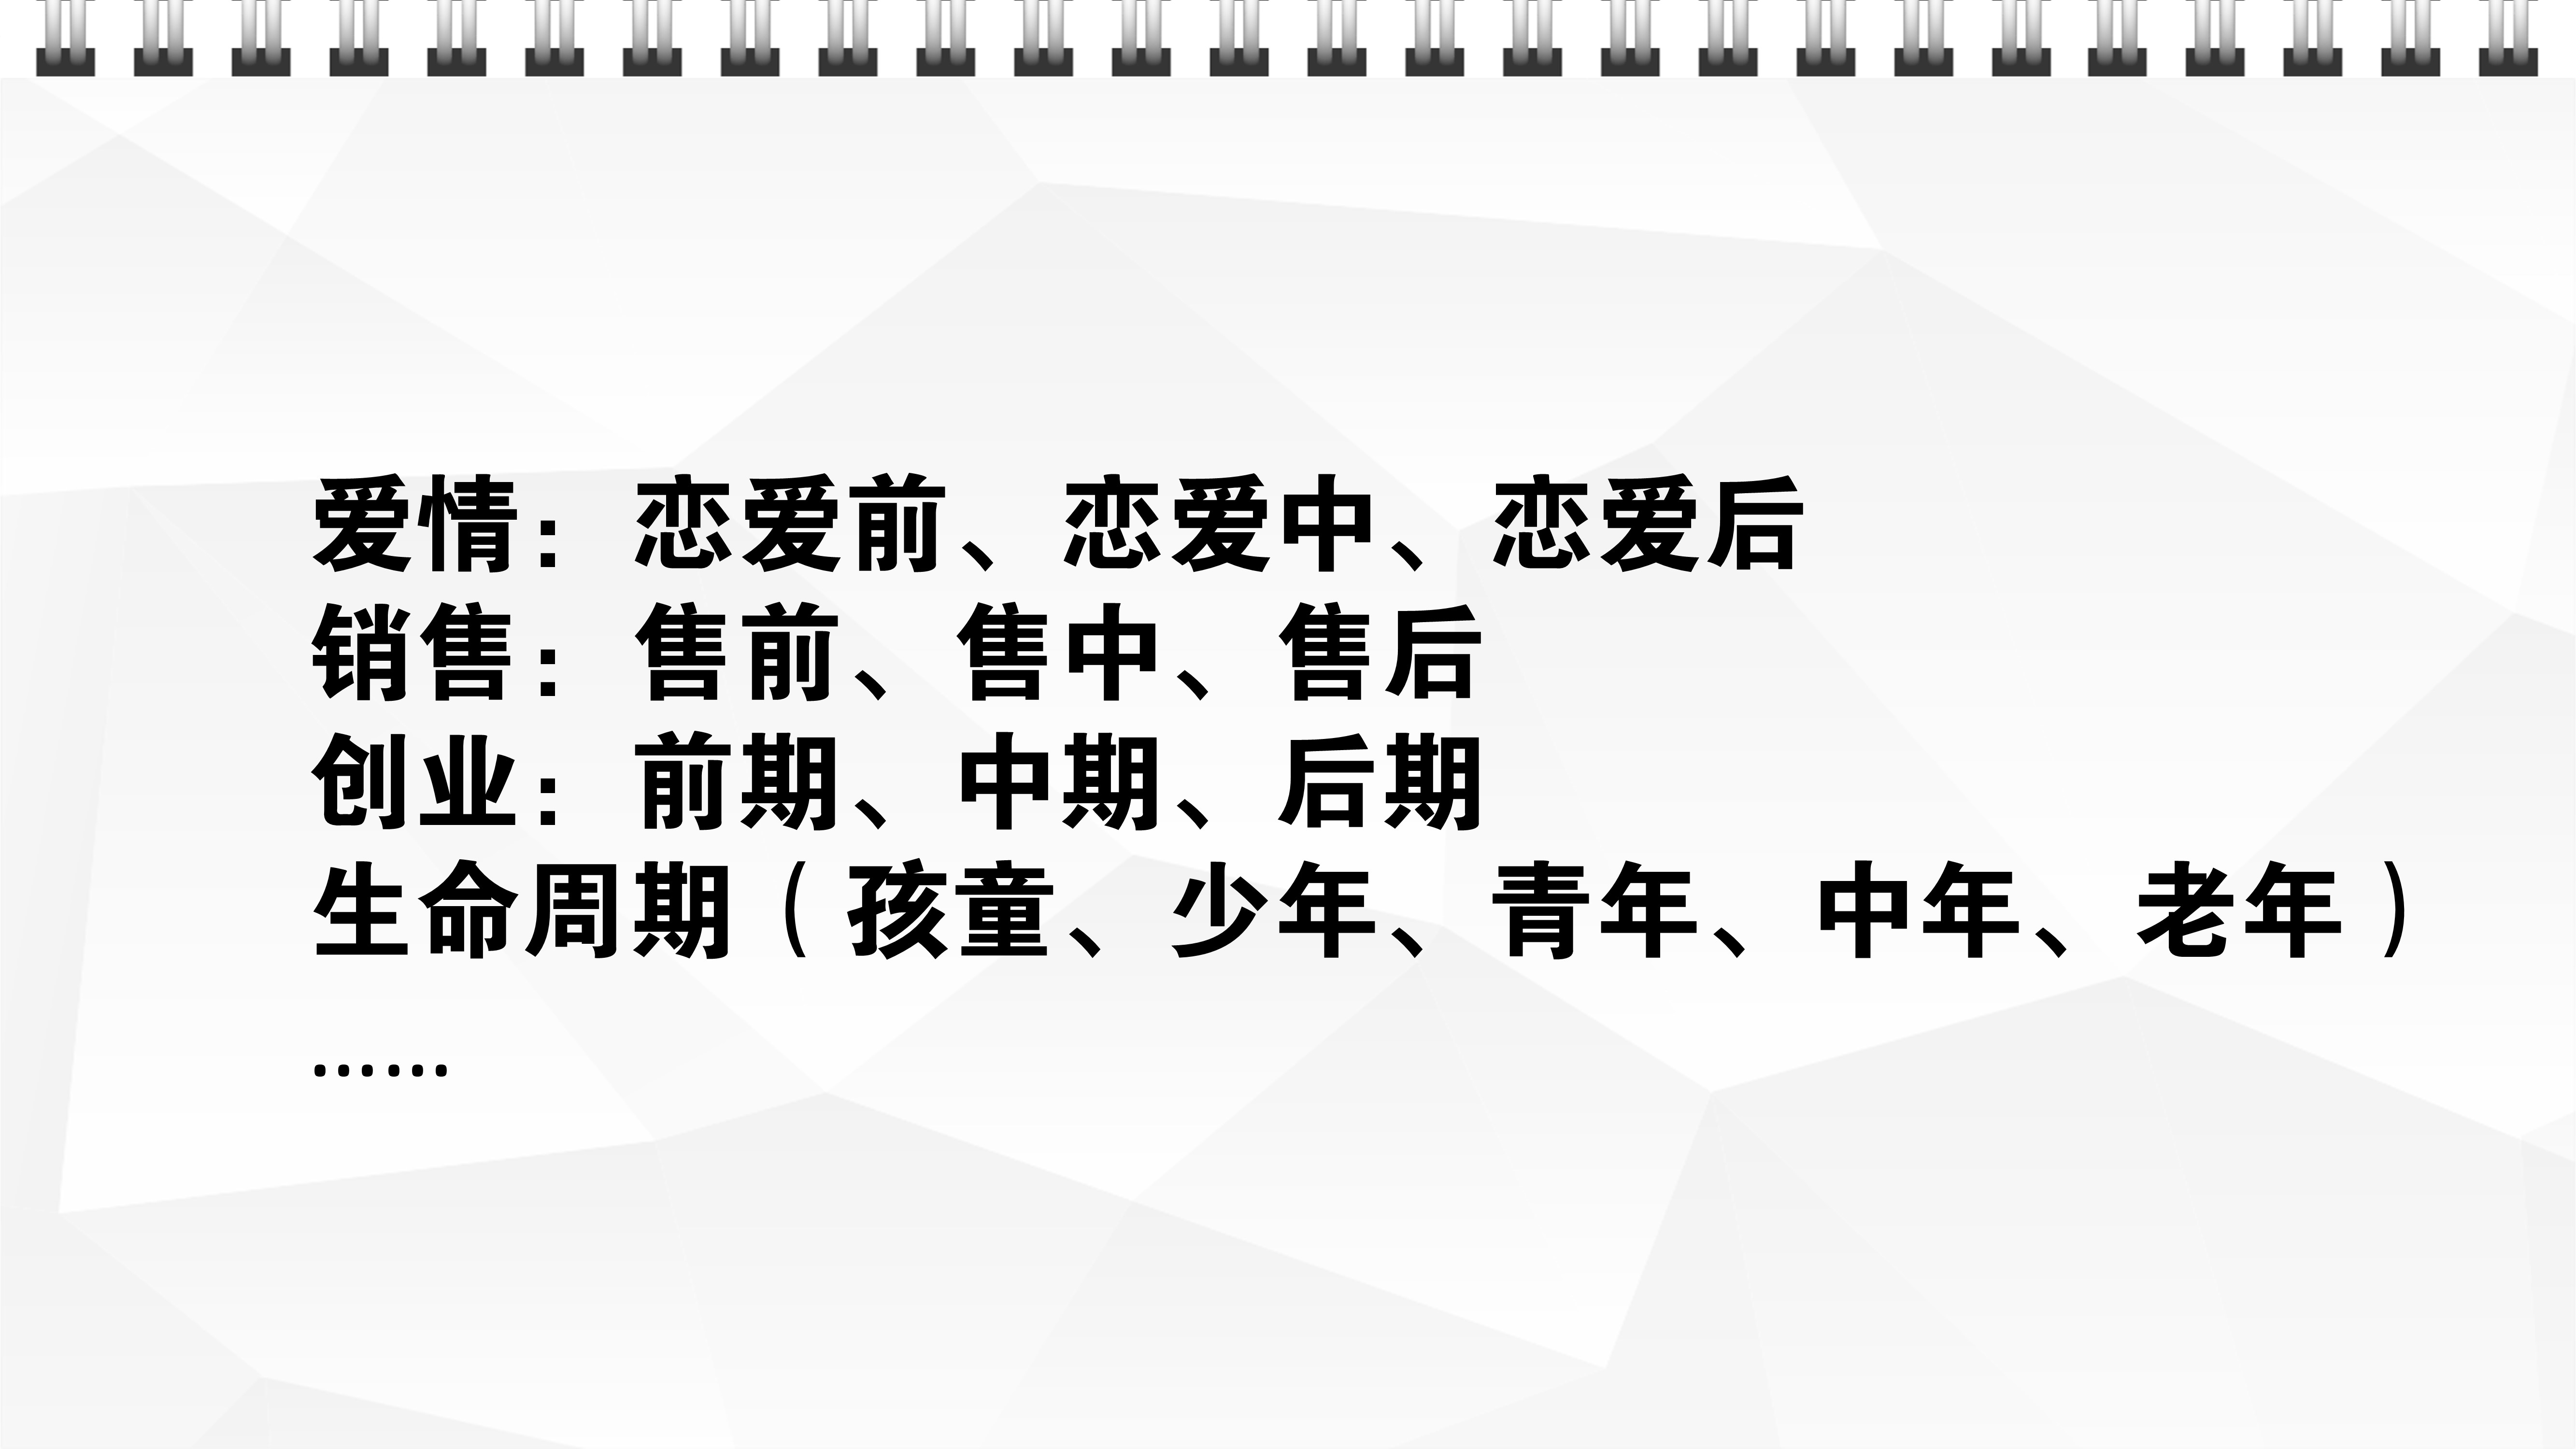 爱情：恋爱前、恋爱中、恋爱后
销售：售前、售中、售后
创业：前期、中期、后期
生命周期（孩童、少年、青年、中年、老年）
……